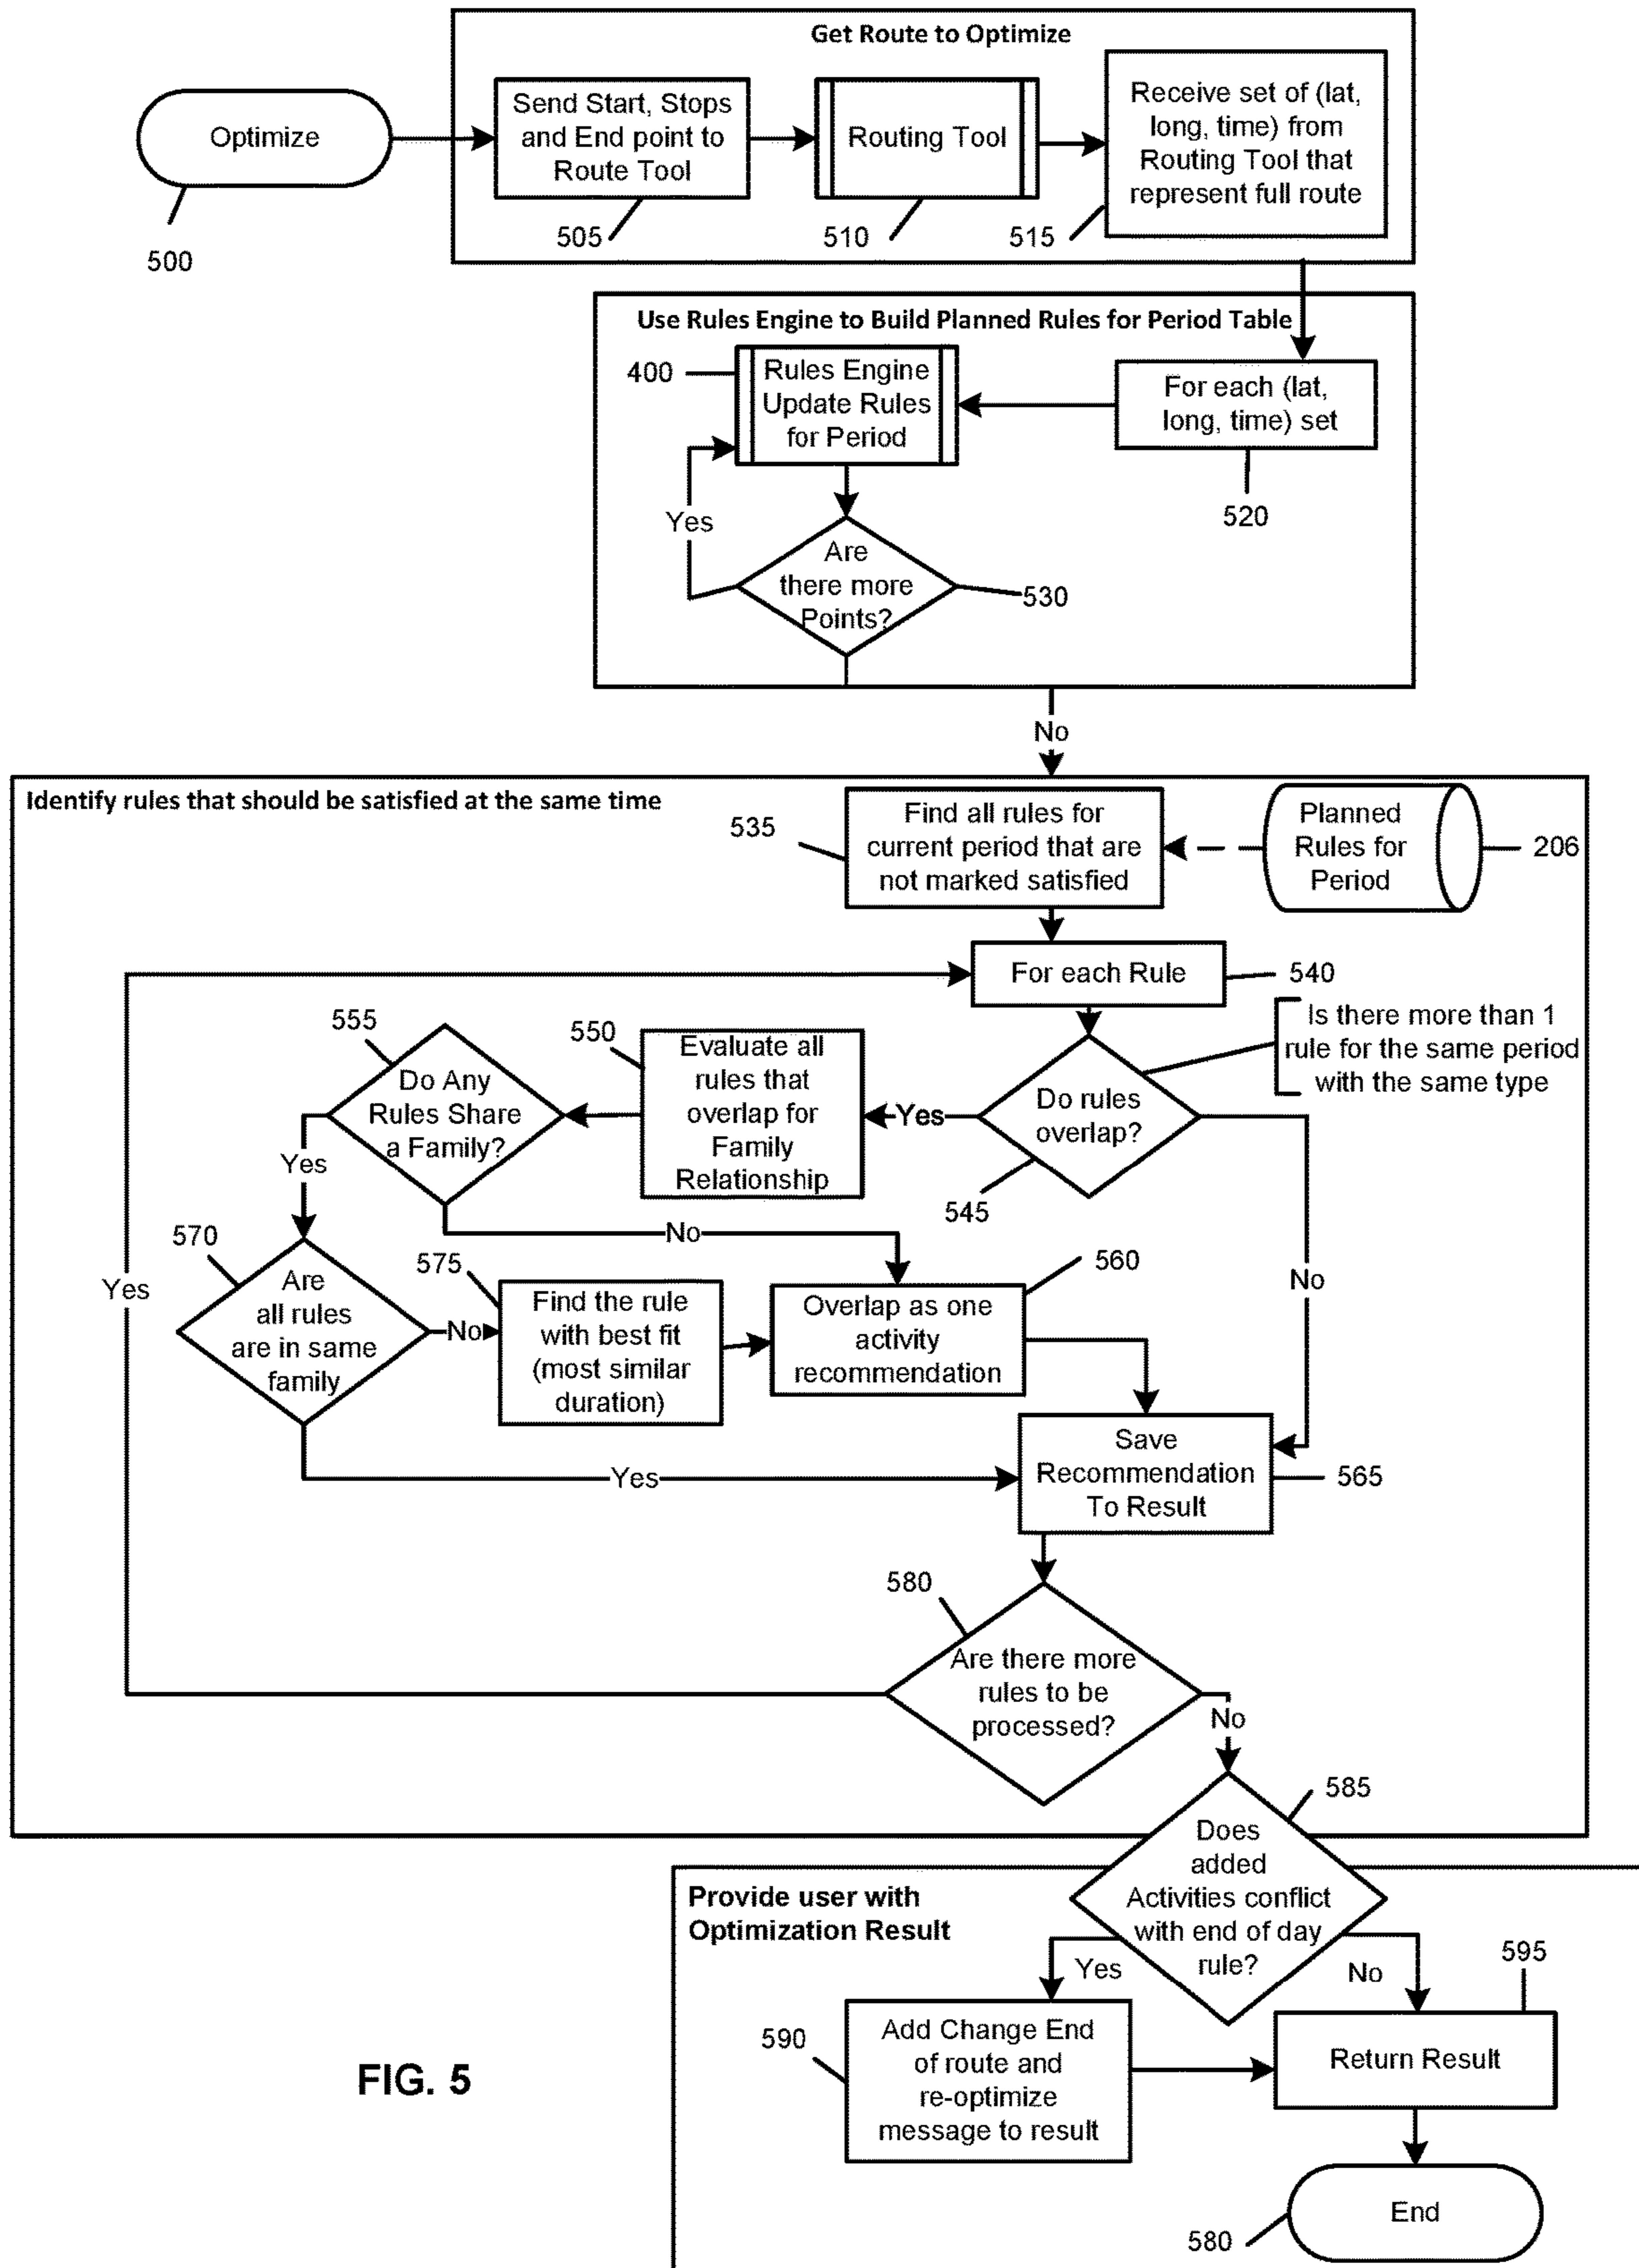 Get Route to Optimize
Optimize
500
Send Start, Stops
and End point to
Route Tool
505
Routing Tool
510
Receive set of (lat,
long, time) from
Routing Tool that
represent full route
515
Use Rules Engine to Build Planned Rules for Period Table
400
Rules Engine
Update Rules
for Period
For each (lat,
long, time) set
520
Yes
Are
there more
Points?
530
No
Identify rules that should be satisfied at the same time
535
Find all rules for
current period that are
not marked satisfied
Planned
Rules for
Period
206
For each Rule
540
Is there more than 1
rule for the same period
with the same type
555
Do Any
Rules Share
a Family?
550
Evaluate all
rules that
overlap for
Family
Relationship
Yes
Do rules
overlap?
545
Yes
No
No
570
Are
all rules
are in same
family
No
575
Find the rule
with best fit
(most similar
duration)
Overlap as one
activity
recommendation
560
Yes
Yes
Save
Recommendation
To Result
565
580
Are there more
rules to be
processed?
No
585
Does
added
Activities conflict
with end of day
rule?
Provide user with
Optimization Result
Yes
No
595
590
Add Change End
of route and
re-optimize
message to result
Return Result
End
580
FIG. 5